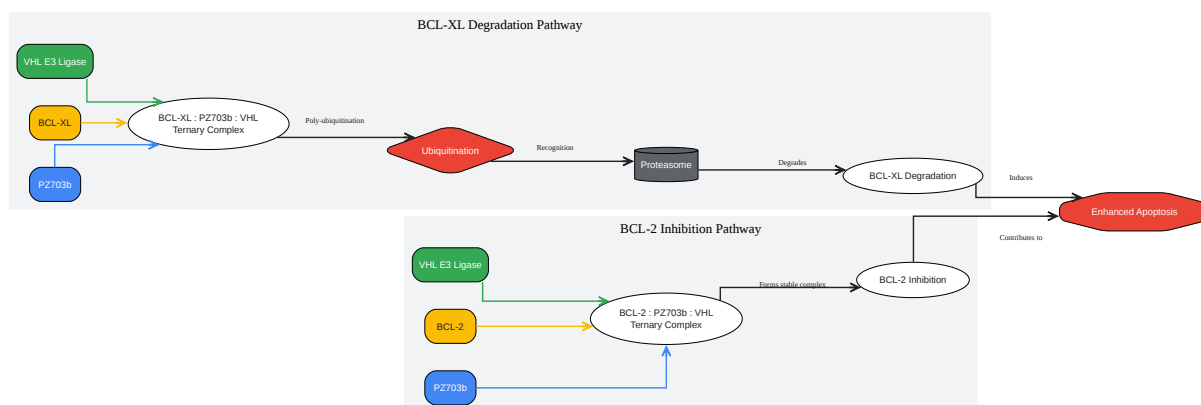 BCL-XL Degradation Pathway
VHL E3 Ligase
BCL-XL
PZ703b
BCL-XL : PZ703b : VHL
Ternary Complex
Poly-ubiquitination
Ubiquitination
Recognition
Proteasome
Degrades
BCL-XL Degradation
Induces
Enhanced Apoptosis
Contributes to
BCL-2 Inhibition Pathway
VHL E3 Ligase
BCL-2
PZ703b
BCL-2 : PZ703b : VHL
Ternary Complex
Forms stable complex
BCL-2 Inhibition